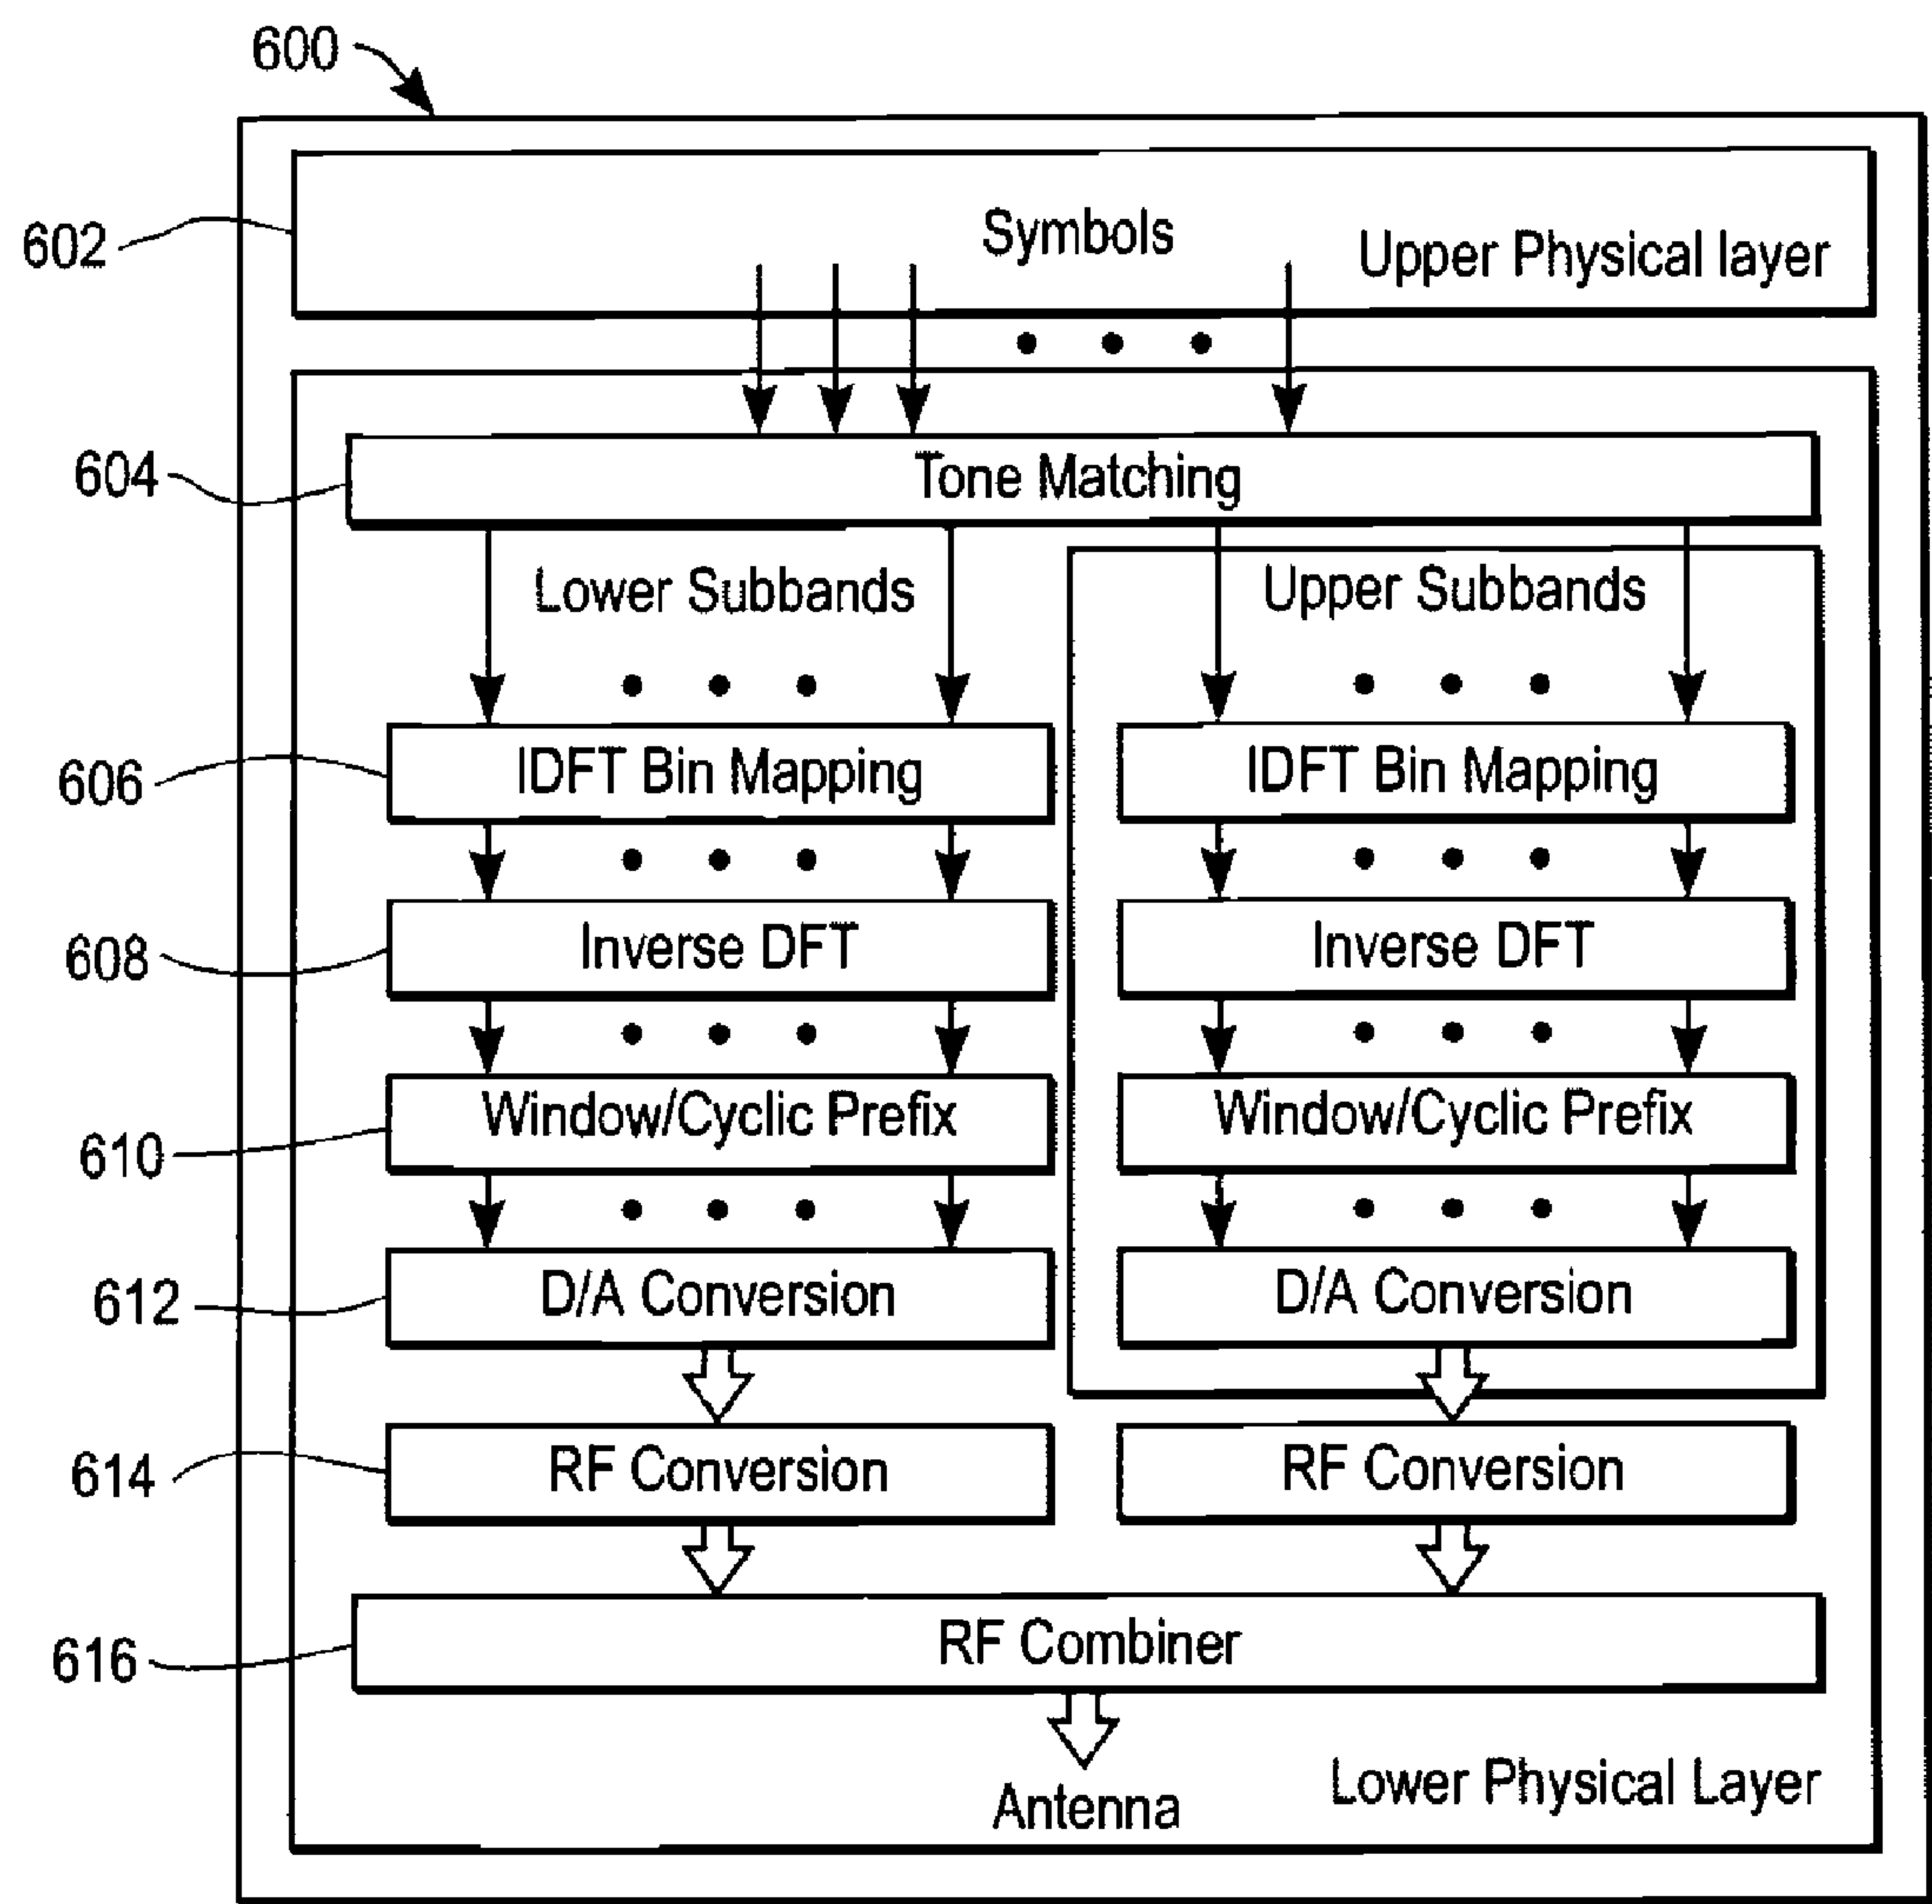 600
602
Symbols
Upper Physical layer
604
Tone Matching
Lower Subbands
Upper Subbands
606
IDFT Bin Mapping
IDFT Bin Mapping
608
Inverse DFT
Inverse DFT
610
Window/Cyclic Prefix
Window/Cyclic Prefix
612
D/A Conversion
D/A Conversion
614
RF Conversion
RF Conversion
616
RF Combiner
Antenna
Lower Physical Layer